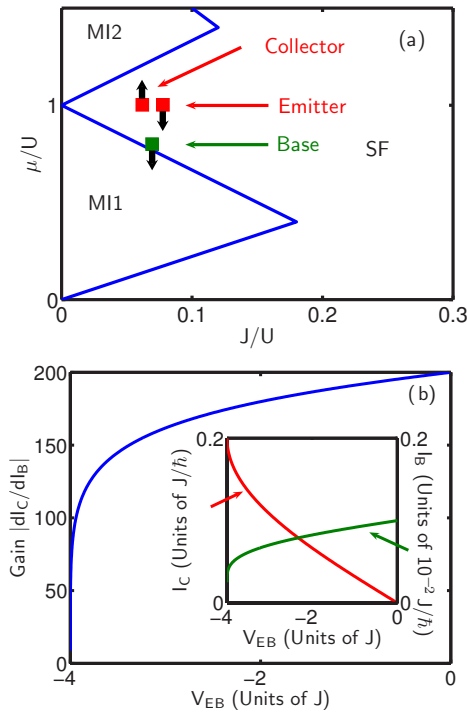 MI2
(a)
Collector
1
Emitter
μ/U
Base
SF
MI1
0
0
0.1
0.2
0.3
J/U
200
(b)
150
0.2
0.2
100
50
0
0
0
−4
−2
0
I_C (Units of J/ħ)
I_B (Units of 10⁻² J/ħ)
V_EB (Units of J)
Gain |dI_C/dI_B|
−4
−2
0
V_EB (Units of J)